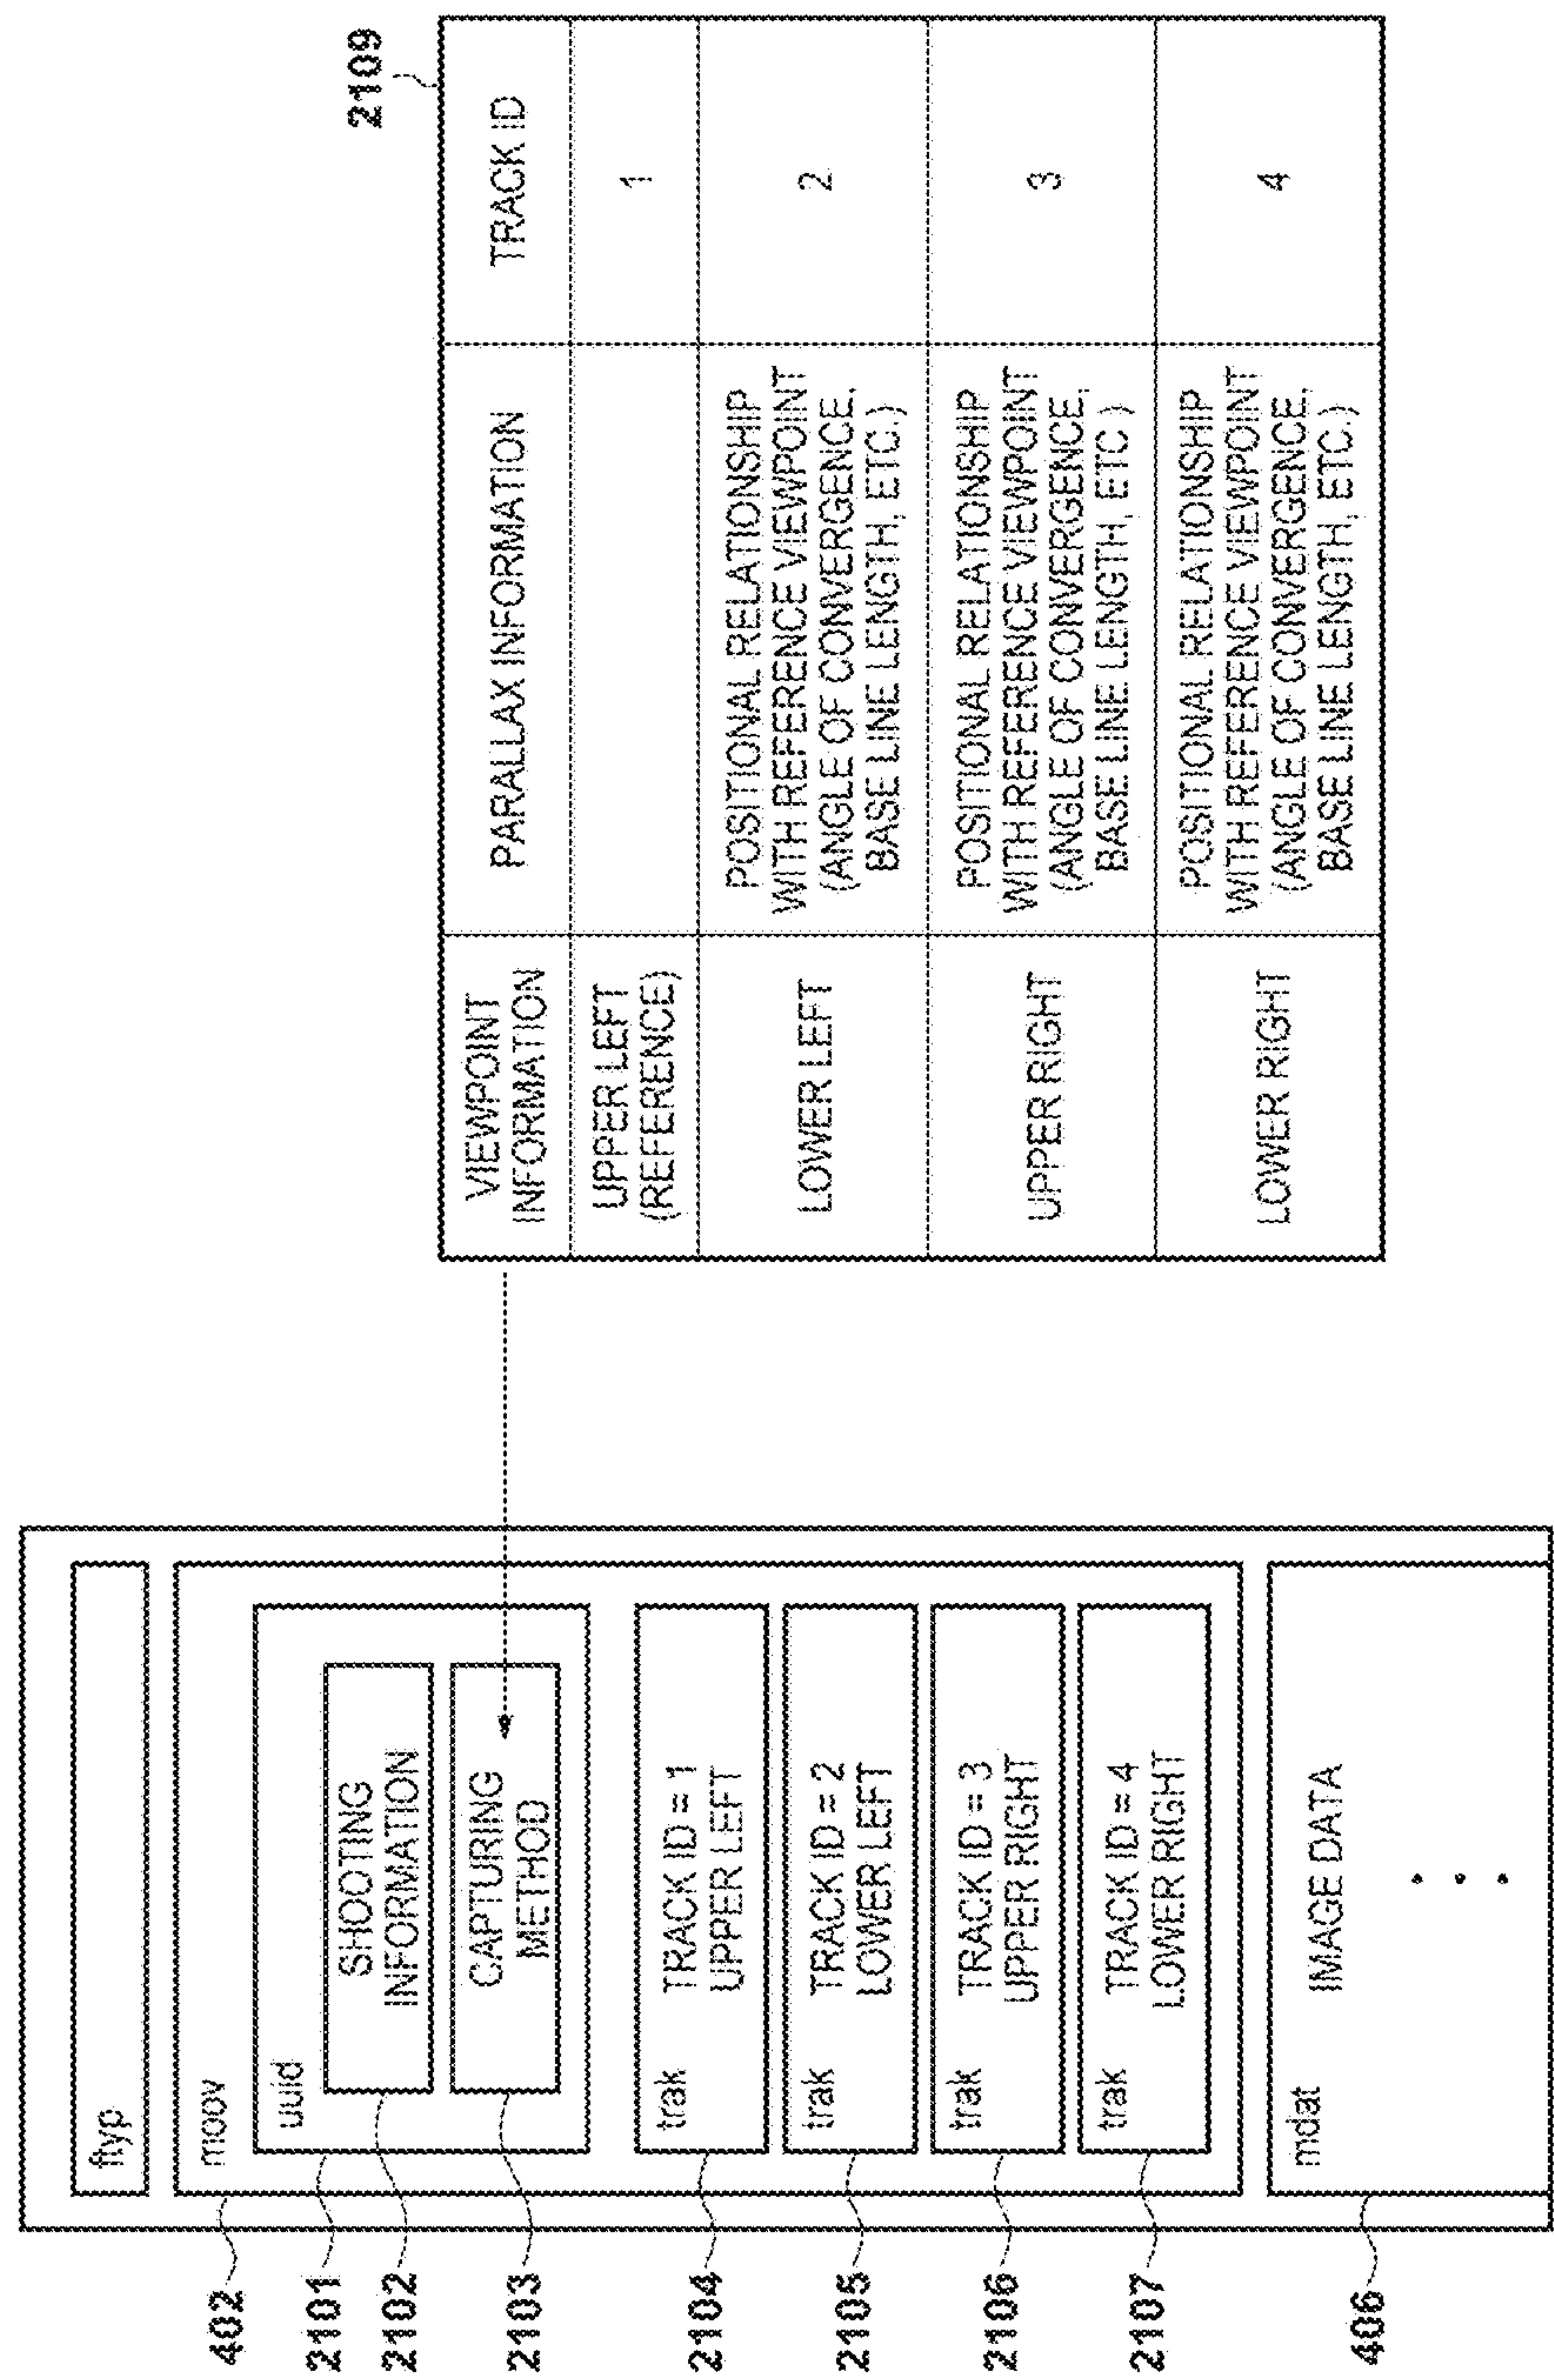 402
2101
2102
2103
2104
2105
2106
2107
406
ftyp
moov
uuid
SHOOTING
INFORMATION
CAPTURING
METHOD
trak
TRACK ID = 1
UPPER LEFT
trak
TRACK ID = 2
LOWER LEFT
trak
TRACK ID = 3
UPPER RIGHT
trak
TRACK ID = 4
LOWER RIGHT
mdat
IMAGE DATA
2109
VIEWPOINT
INFORMATION
PARALLAX INFORMATION
TRACK ID
UPPER LEFT
(REFERENCE)
1
LOWER LEFT
POSITIONAL RELATIONSHIP
WITH REFERENCE VIEWPOINT
(ANGLE OF CONVERGENCE,
BASE LINE LENGTH, ETC.)
2
UPPER RIGHT
POSITIONAL RELATIONSHIP
WITH REFERENCE VIEWPOINT
(ANGLE OF CONVERGENCE,
BASE LINE LENGTH, ETC.)
3
LOWER RIGHT
POSITIONAL RELATIONSHIP
WITH REFERENCE VIEWPOINT
(ANGLE OF CONVERGENCE,
BASE LINE LENGTH, ETC.)
4